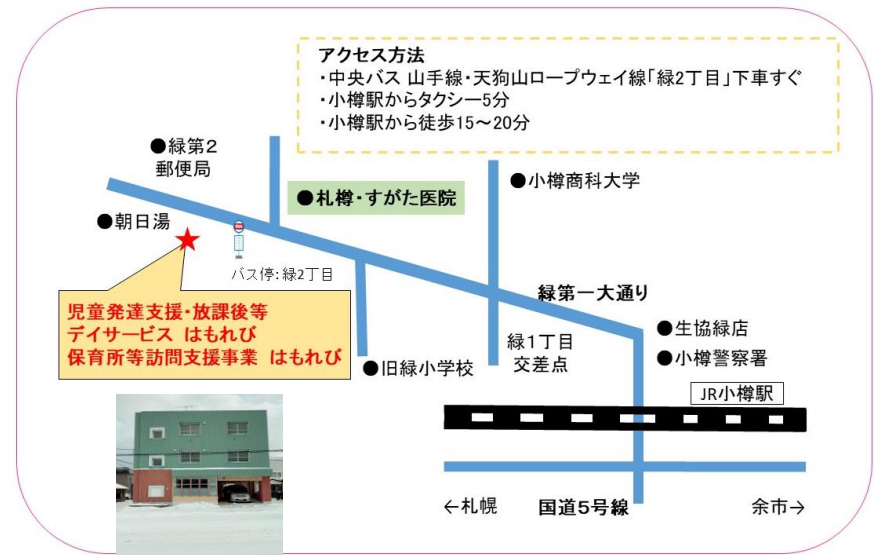 アクセス方法
・中央バス 山手線・天狗山ロープウェイ線「緑2丁目」下車すぐ
・小樽駅からタクシー5分
・小樽駅から徒歩15～20分
●緑第2
郵便局
●小樽商科大学
●札樽・すがた医院
●朝日湯
バス停:緑2丁目
緑第一大通り
児童発達支援・放課後等
デイサービス はもれび
保育所等訪問支援事業 はもれび
●生協緑店
緑1丁目
交差点
●小樽警察署
●旧緑小学校
JR小樽駅
←札幌
国道5号線
余市→